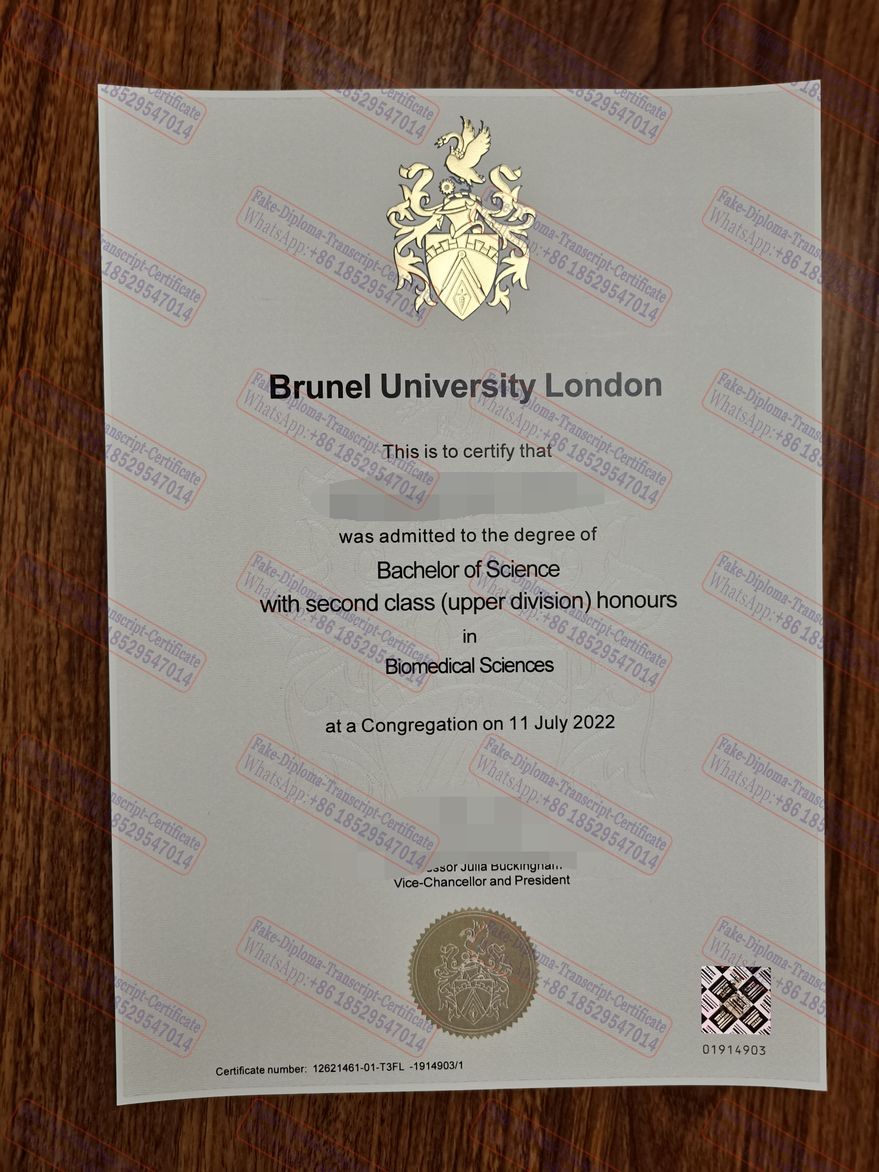 Brunel University London
This is to certify that
was admitted to the degree of
Bachelor of Science
with second class (upper division) honours
in
Biomedical Sciences
at a Congregation on 11 July 2022
Julia Buckingham
Vice-Chancellor and President
01914903
Certificate number: 12621461-01-T3FL -1914903/1
Fake-Diploma-Transcript-Certificate
WhatsApp:+86 18529547014